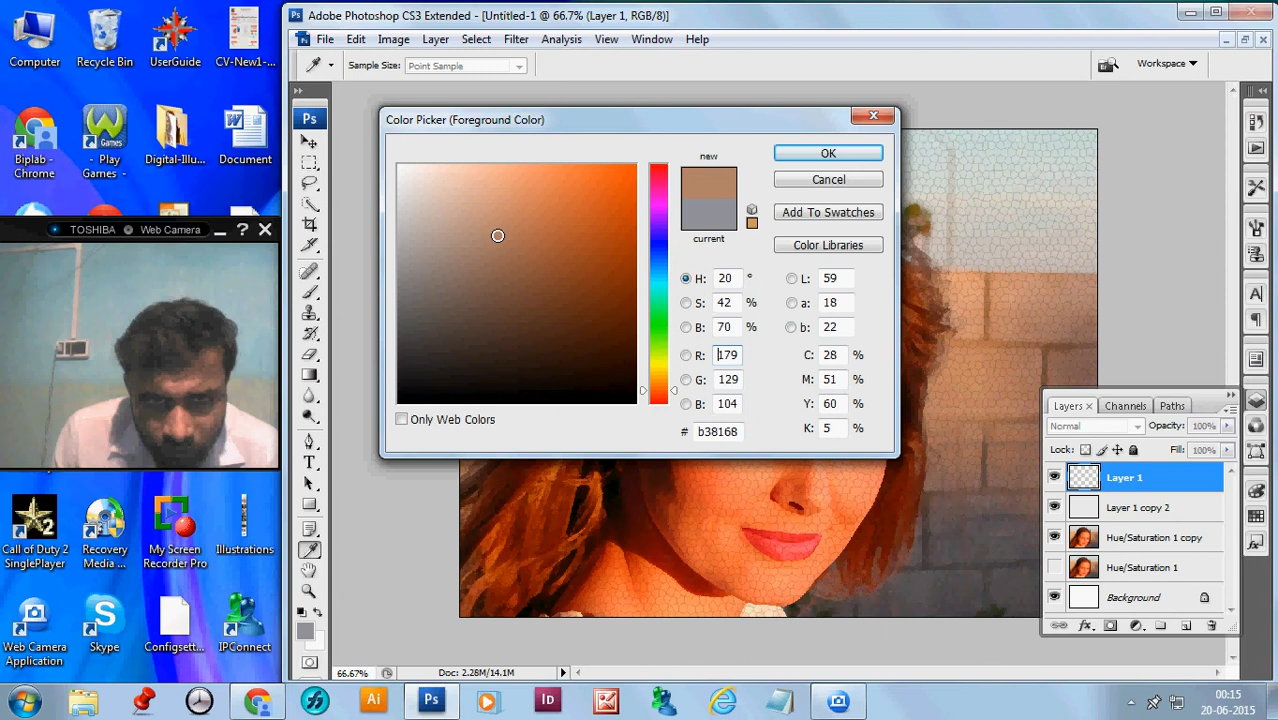 Computer
Recycle Bin
UserGuide
CV-New1-...
Biplab - Chrome
- Play Games -
Digital-Illu...
Document
TOSHIBA Web Camera
Call of Duty 2 SinglePlayer
Recovery Media ...
My Screen Recorder Pro
Illustrations
Web Camera Application
Skype
Configsett...
IPConnect
Ps Adobe Photoshop CS3 Extended - [Untitled-1 @ 66.7% (Layer 1, RGB/8)]
File Edit Image Layer Select Filter Analysis View Window Help
Sample Size: Point Sample
Workspace
Ps
Color Picker (Foreground Color)
new
current
OK
Cancel
Add To Swatches
Color Libraries
H: 20 °
S: 42 %
B: 70 %
R: 179
G: 129
B: 104
# b38168
L: 59
a: 18
b: 22
C: 28 %
M: 51 %
Y: 60 %
K: 5 %
Only Web Colors
Layers Channels Paths
Normal Opacity: 100%
Lock: Fill: 100%
Layer 1
Layer 1 copy 2
Hue/Saturation 1 copy
Hue/Saturation 1
Background
66.67% Doc: 2.28M/14.1M
Ai Ps Id
00:15
20-06-2015